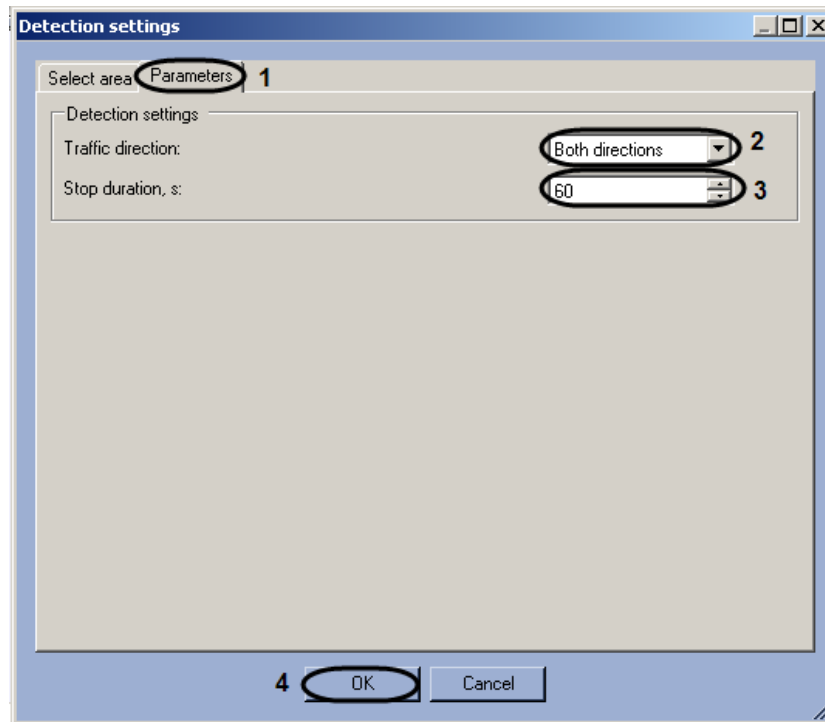 Detection settings
Select area Parameters 1
Detection settings
Traffic direction: Both directions 2
Stop duration, s: 60 3
4 OK Cancel